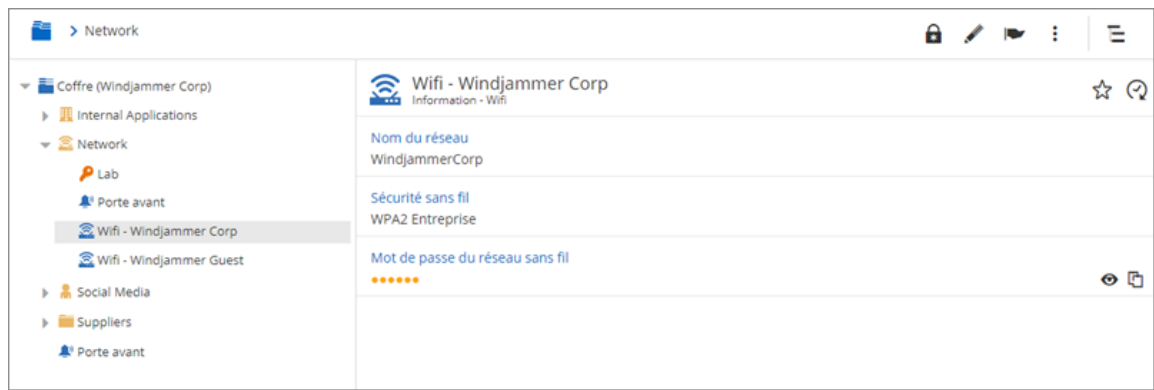 Network
Coffre (Windjammer Corp)
Internal Applications
Network
Lab
Porte avant
Wifi - Windjammer Corp
Wifi - Windjammer Guest
Social Media
Suppliers
Porte avant
Wifi - Windjammer Corp
Information - Wifi
Nom du réseau
WindjammerCorp
Sécurité sans fil
WPA2 Entreprise
Mot de passe du réseau sans fil
••••••